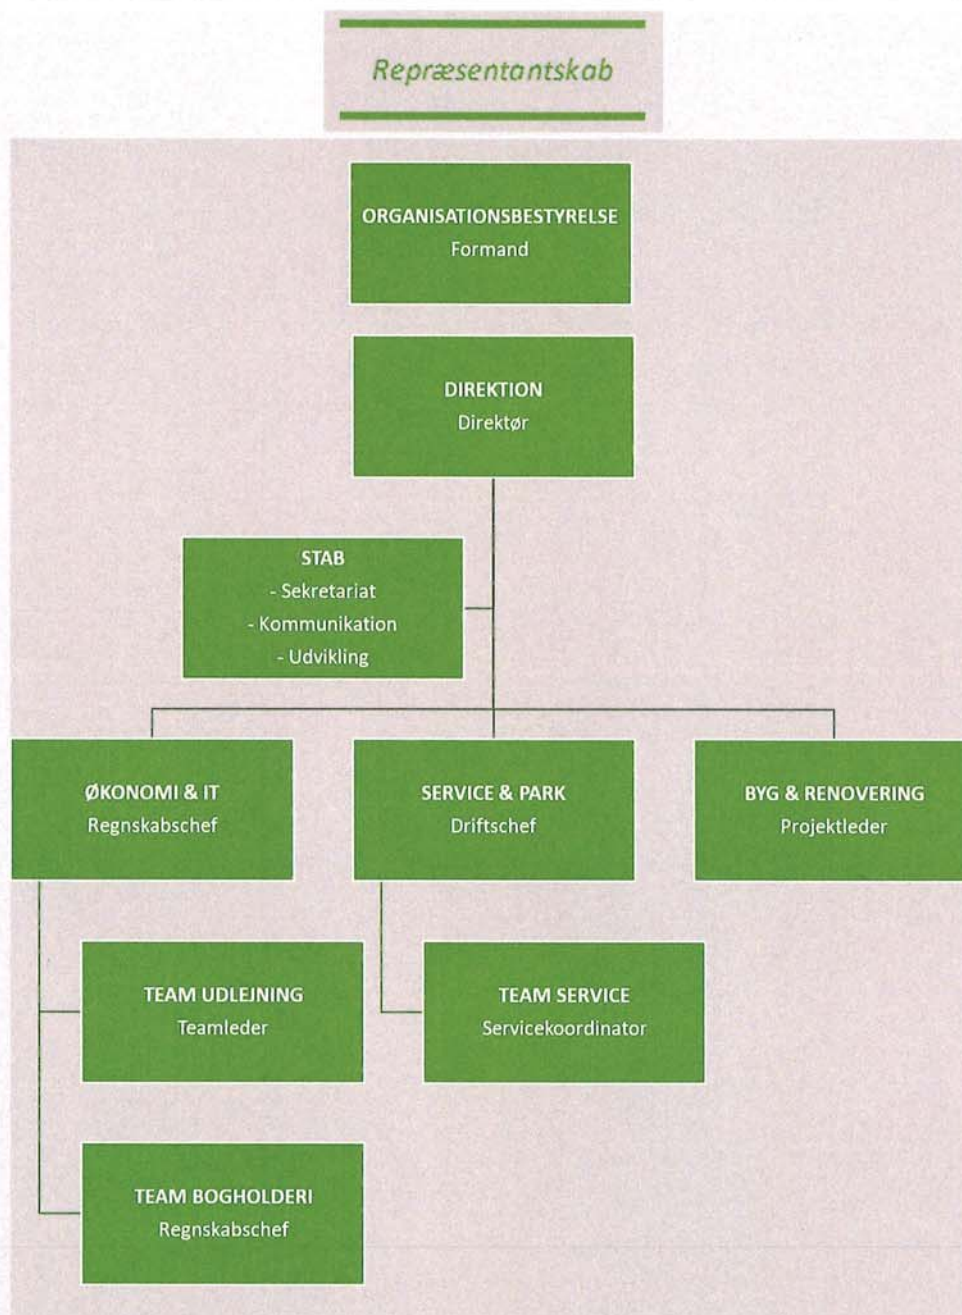 Repræsentantskab
ORGANISATIONSBESTYRELSE
Formand
DIREKTION
Direktør
STAB
- Sekretariat
- Kommunikation
- Udvikling
ØKONOMI & IT
Regnskabschef
SERVICE & PARK
Driftschef
BYG & RENOVERING
Projektleder
TEAM UDLEJNING
Teamleder
TEAM SERVICE
Servicekoordinator
TEAM BOGHOLDERI
Regnskabschef